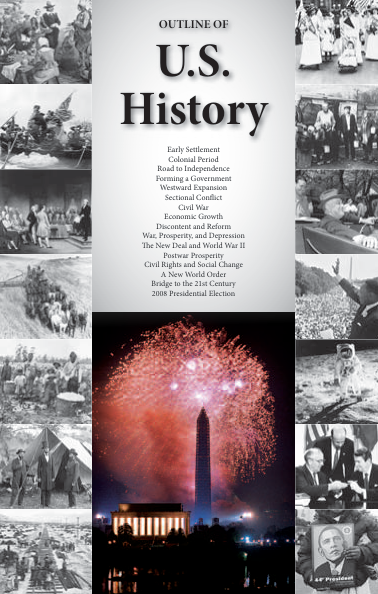 OUTLINE OF
U.S.
History
Early Settlement
Colonial Period
Road to Independence
Forming a Government
Westward Expansion
Sectional Conflict
Civil War
Economic Growth
Discontent and Reform
War, Prosperity, and Depression
The New Deal and World War II
Postwar Prosperity
Civil Rights and Social Change
A New World Order
Bridge to the 21st Century
2008 Presidential Election
44th President